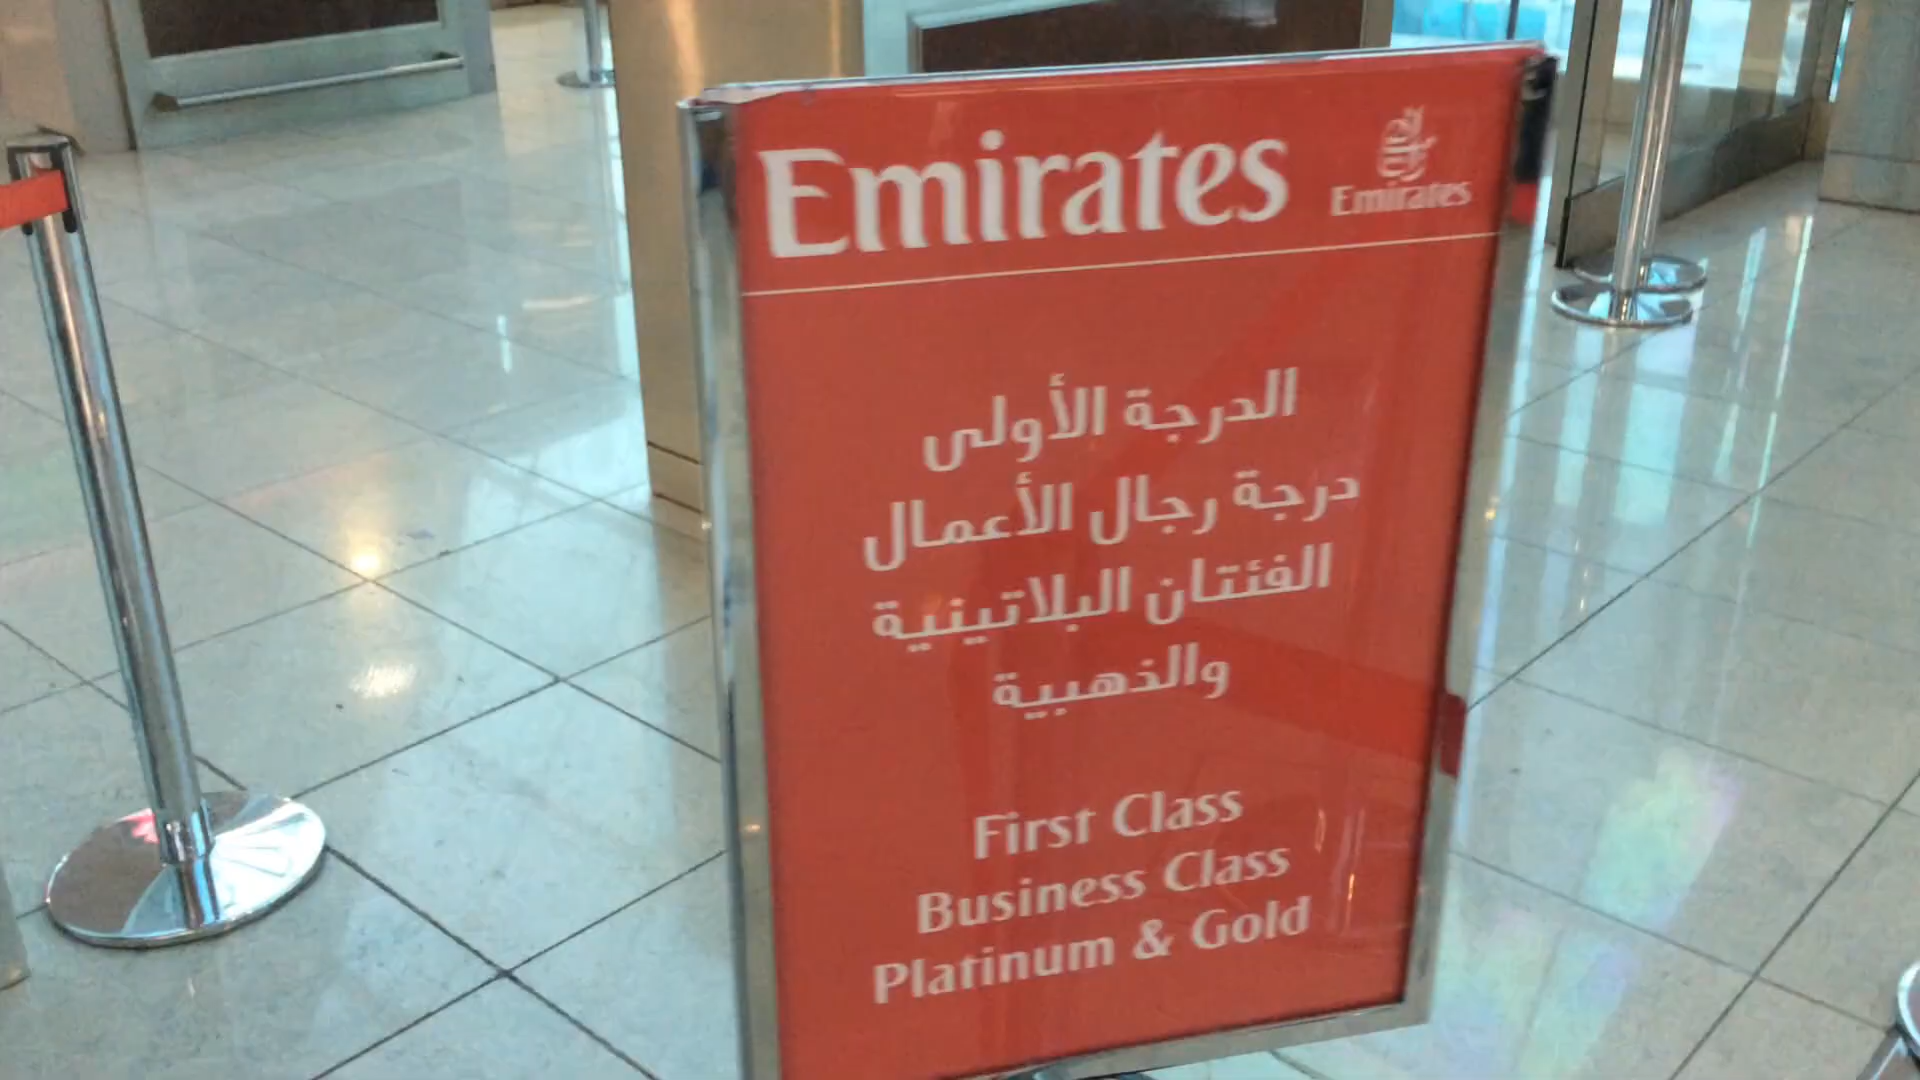 Emirates
Emirates
الدرجة الأولى
درجة رجال الأعمال
الفئتان البلاتينية
والذهبية
First Class
Business Class
Platinum & Gold